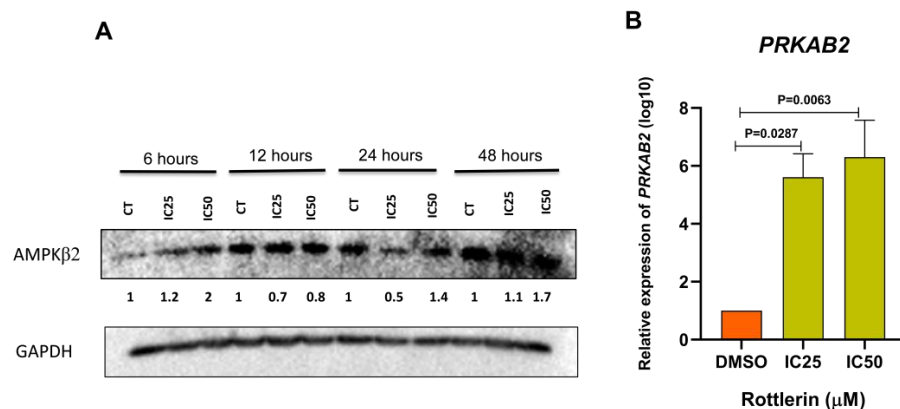 A
6 hours 12 hours 24 hours 48 hours
CT IC25 IC50 CT IC25 IC50 CT IC25 IC50 CT IC25 IC50
AMPKβ2
1 1.2 2 1 0.7 0.8 1 0.5 1.4 1 1.1 1.7
GAPDH
B
PRKAB2
Relative expression of PRKAB2 (log10)
8
6
4
2
0
P=0.0063
P=0.0287
DMSO IC25 IC50
Rottlerin (μM)